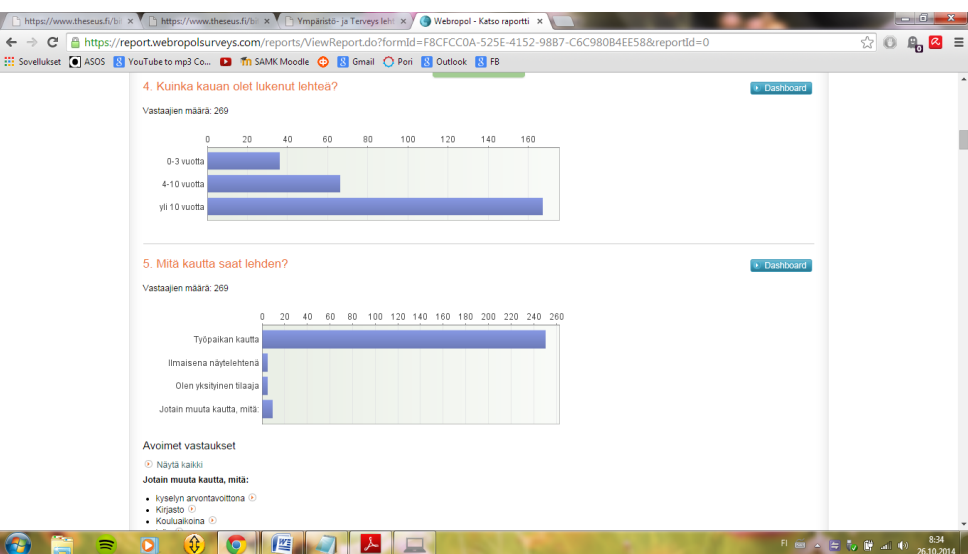 https://www.theseus.fi/bi
https://www.theseus.fi/bi
Ympäristö- ja Terveys leht
Webropol - Katso raportti
https://report.webropolsurveys.com/reports/ViewReport.do?formId=F8CFCC0A-525E-4152-98B7-C6C980B4EE58&reportId=0
Sovellukset ASOS YouTube to mp3 Co... SAMK Moodle Gmail Pori Outlook FB
4. Kuinka kauan olet lukenut lehteä?
Dashboard
Vastaajien määrä: 269
0 20 40 60 80 100 120 140 160
0-3 vuotta
4-10 vuotta
yli 10 vuotta
5. Mitä kautta saat lehden?
Dashboard
Vastaajien määrä: 269
0 20 40 60 80 100 120 140 160 180 200 220 240 260
Työpaikan kautta
Ilmaisena näytelehtenä
Olen yksityinen tilaaja
Jotain muuta kautta, mitä:
Avoimet vastaukset
Näytä kaikki
Jotain muuta kautta, mitä:
kyselyn arvontavoittona
Kirjasto
Kouluaikoina
FI
8:34
26.10.2014